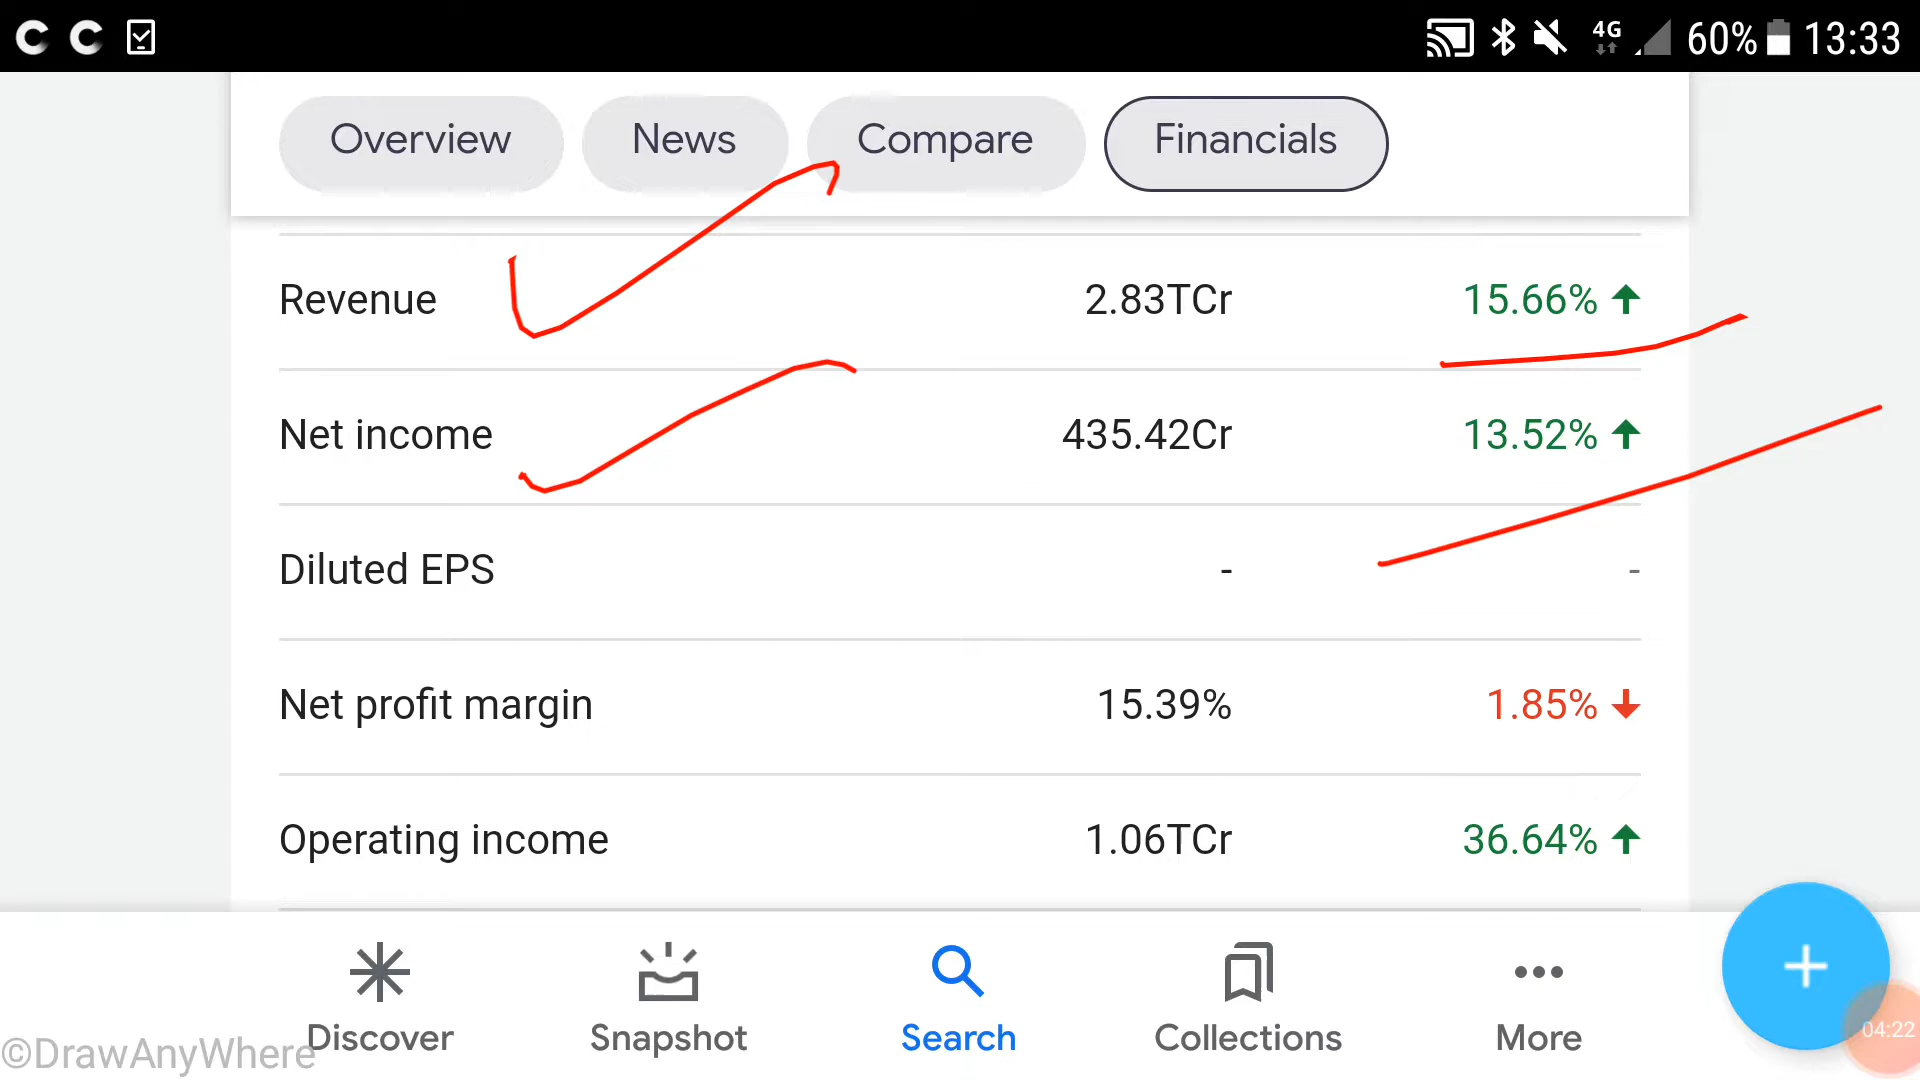 4G 60% 13:33
Overview News Compare Financials
Revenue 2.83TCr 15.66%
Net income 435.42Cr 13.52%
Diluted EPS - -
Net profit margin 15.39% 1.85%
Operating income 1.06TCr 36.64%
Discover Snapshot Search Collections More
04:22
©DrawAnyWhere